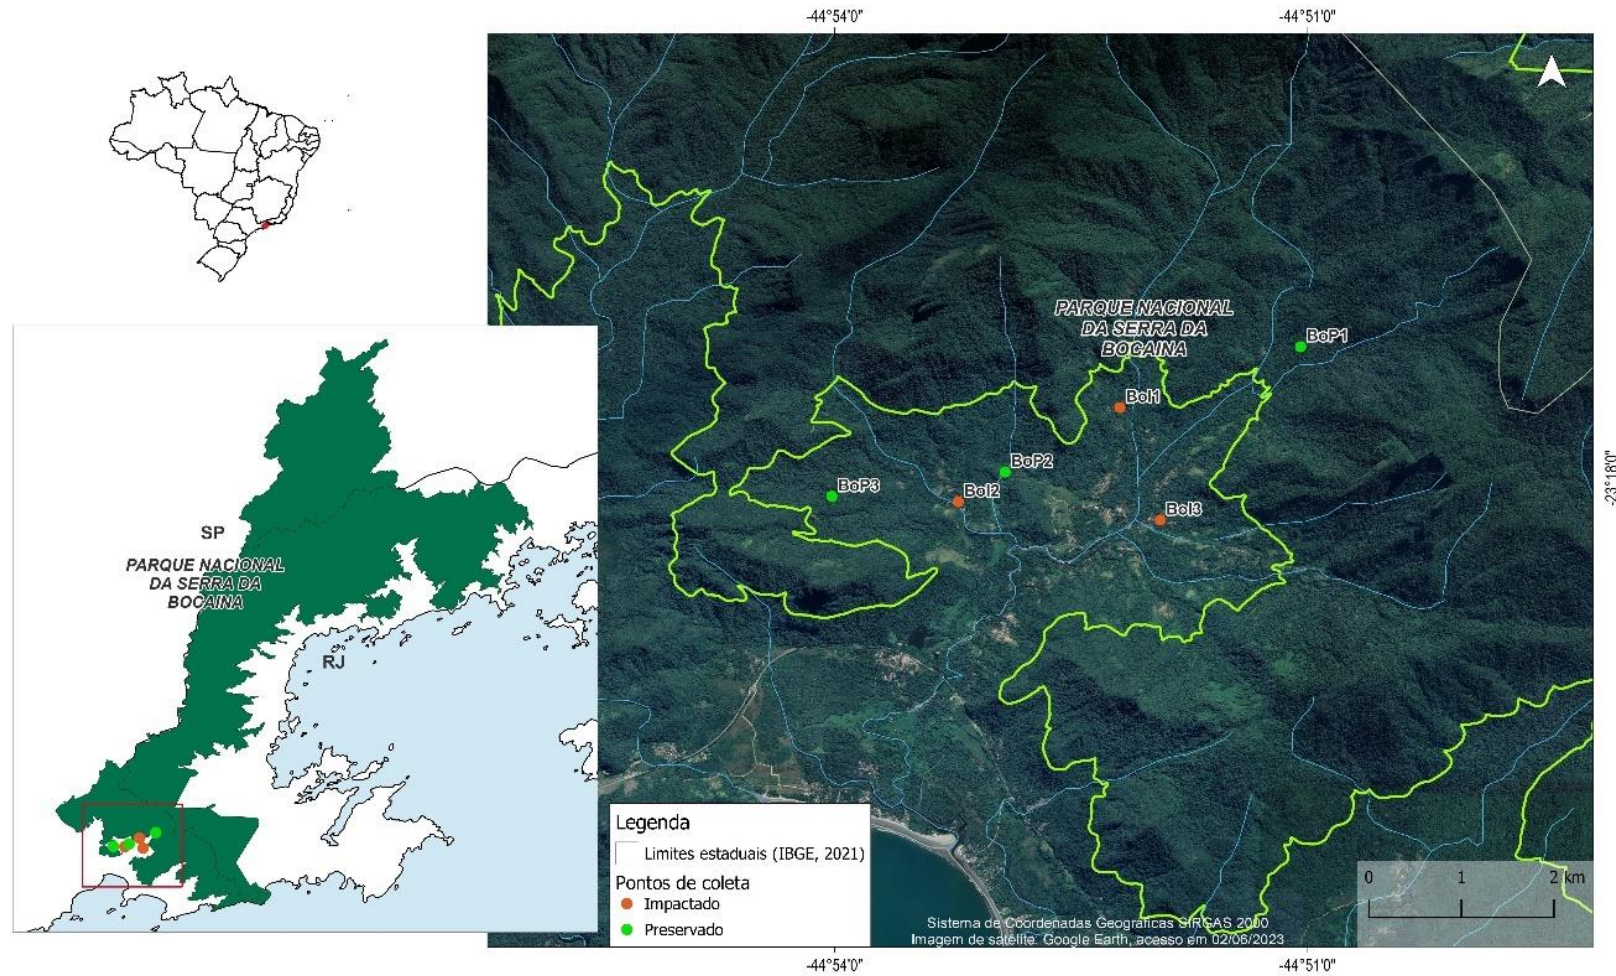 -44°54'0"
-44°51'0"
PARQUE NACIONAL
DA SERRA DA
BOCAINA
BoP1
BoI1
BoP2
BoP3
BoI2
BoI3
-23°18'0"
SP
PARQUE NACIONAL
DA SERRA DA
BOCAINA
RJ
Legenda
Limites estaduais (IBGE, 2021)
Pontos de coleta
Impactado
Preservado
0 1 2 km
Sistema de Coordenadas Geográficas SIRGAS 2000
Imagem de satélite: Google Earth, acesso em 02/06/2023
-44°54'0"
-44°51'0"